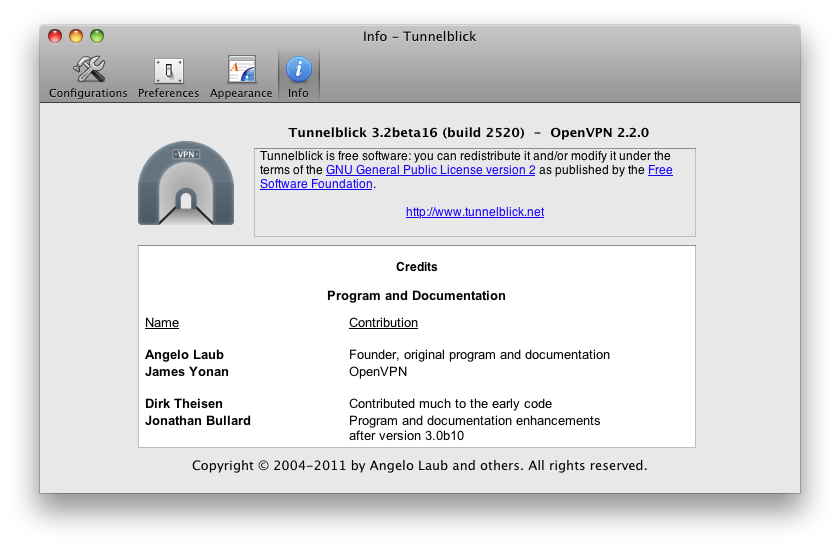 Info – Tunnelblick
Configurations Preferences Appearance Info
Tunnelblick 3.2beta16 (build 2520) – OpenVPN 2.2.0
VPN
Tunnelblick is free software: you can redistribute it and/or modify it under the
terms of the GNU General Public License version 2 as published by the Free
Software Foundation.
http://www.tunnelblick.net
Credits
Program and Documentation
Name Contribution
Angelo Laub Founder, original program and documentation
James Yonan OpenVPN
Dirk Theisen Contributed much to the early code
Jonathan Bullard Program and documentation enhancements
after version 3.0b10
Copyright © 2004-2011 by Angelo Laub and others. All rights reserved.